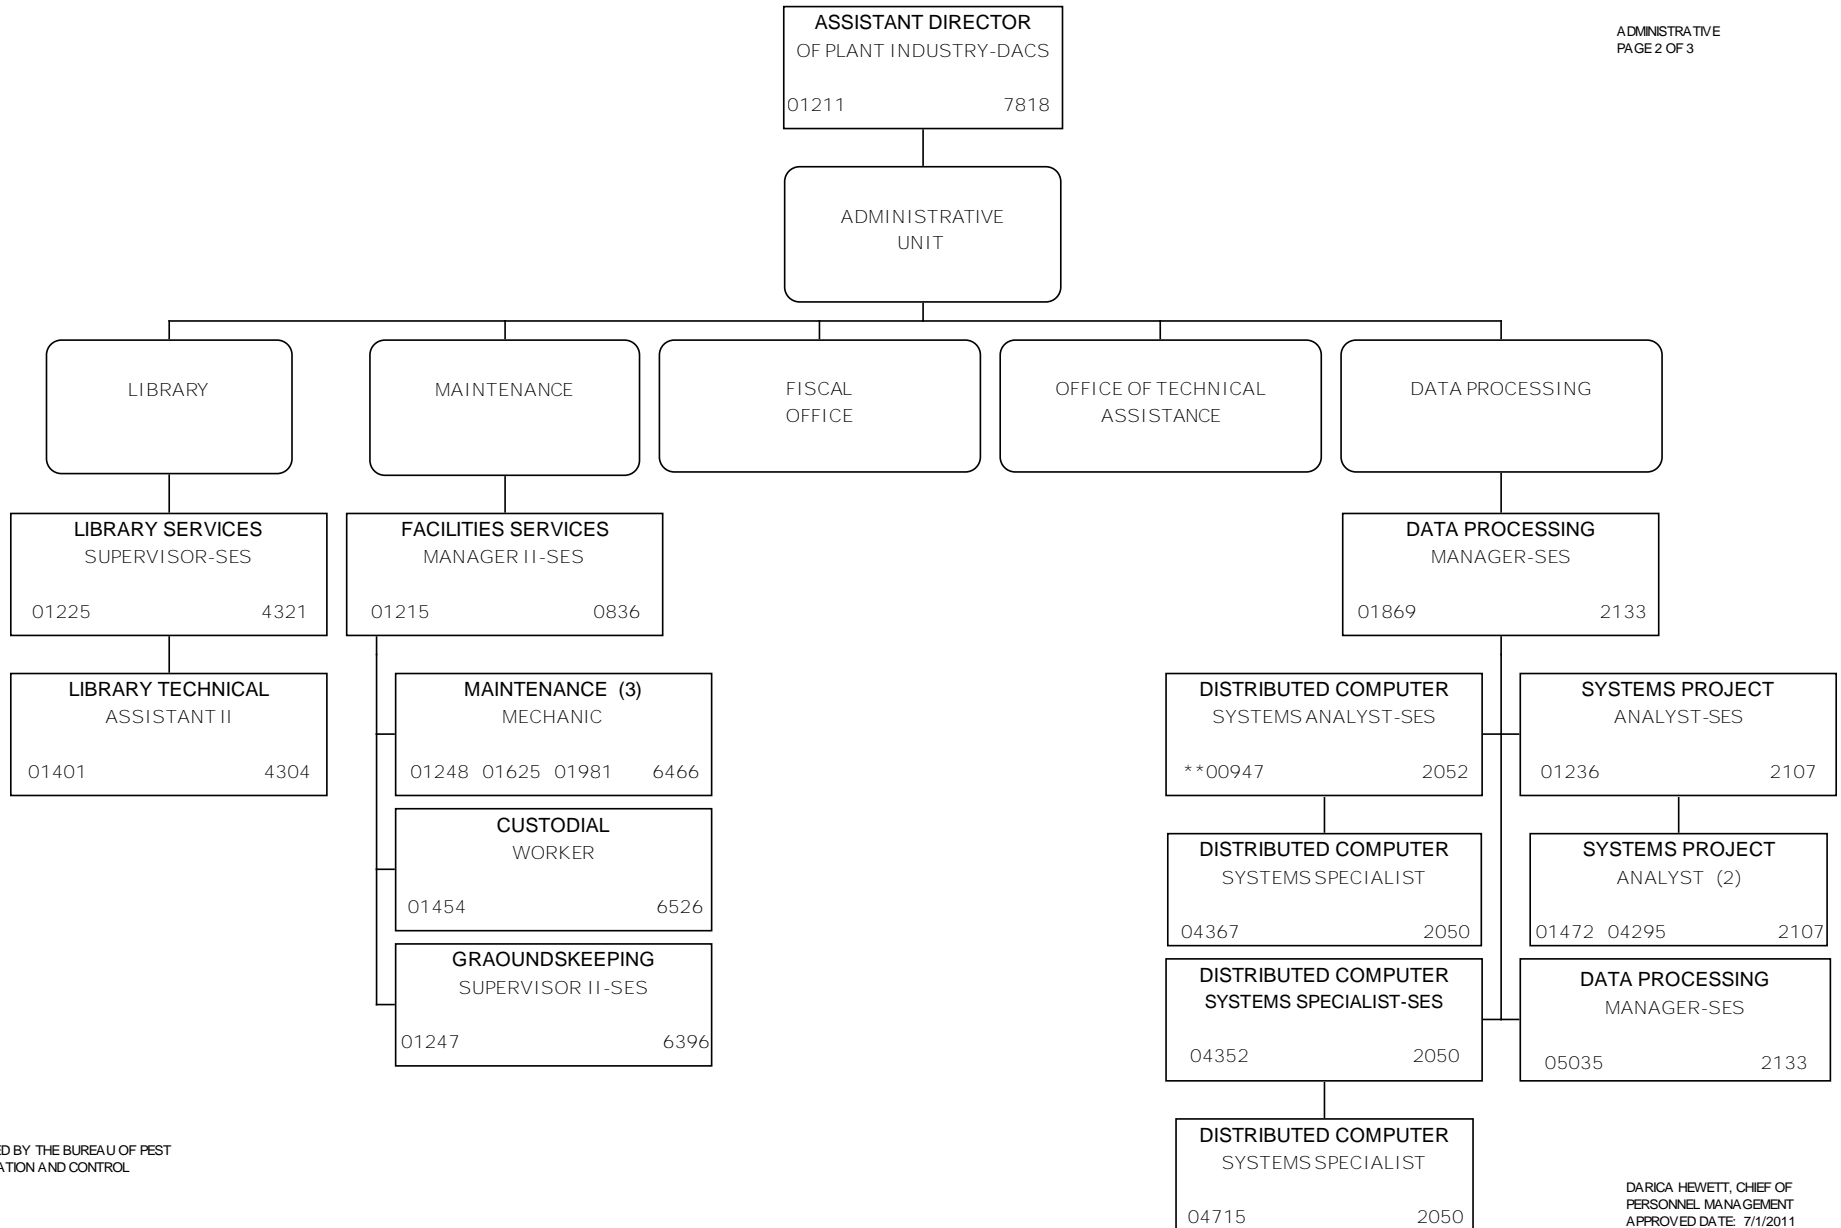 ASSISTANT DIRECTOR
OF PLANT INDUSTRY-DACS
01211 7818
ADMINISTRATIVE
PAGE 2 OF 3
ADMINISTRATIVE
UNIT
LIBRARY
MAINTENANCE
FISCAL
OFFICE
OFFICE OF TECHNICAL
ASSISTANCE
DATA PROCESSING
LIBRARY SERVICES
SUPERVISOR-SES
01225 4321
FACILITIES SERVICES
MANAGER II-SES
01215 0836
DATA PROCESSING
MANAGER-SES
01869 2133
LIBRARY TECHNICAL
ASSISTANT II
01401 4304
MAINTENANCE (3)
MECHANIC
01248 01625 01981 6466
CUSTODIAL
WORKER
01454 6526
GRAOUNDSKEEPING
SUPERVISOR II-SES
01247 6396
DISTRIBUTED COMPUTER
SYSTEMS ANALYST-SES
**00947 2052
SYSTEMS PROJECT
ANALYST-SES
01236 2107
DISTRIBUTED COMPUTER
SYSTEMS SPECIALIST
04367 2050
SYSTEMS PROJECT
ANALYST (2)
01472 04295 2107
DISTRIBUTED COMPUTER
SYSTEMS SPECIALIST-SES
04352 2050
DATA PROCESSING
MANAGER-SES
05035 2133
DISTRIBUTED COMPUTER
SYSTEMS SPECIALIST
04715 2050
BY THE BUREAU OF PEST
AND CONTROL
DARICA HEWETT, CHIEF OF
PERSONNEL MANAGEMENT
APPROVED DATE: 7/1/2011